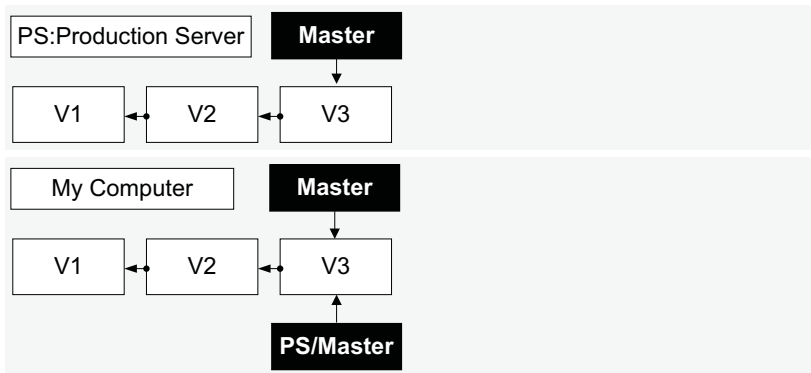 PS:Production Server
Master
V1
V2
V3
My Computer
Master
V1
V2
V3
PS/Master